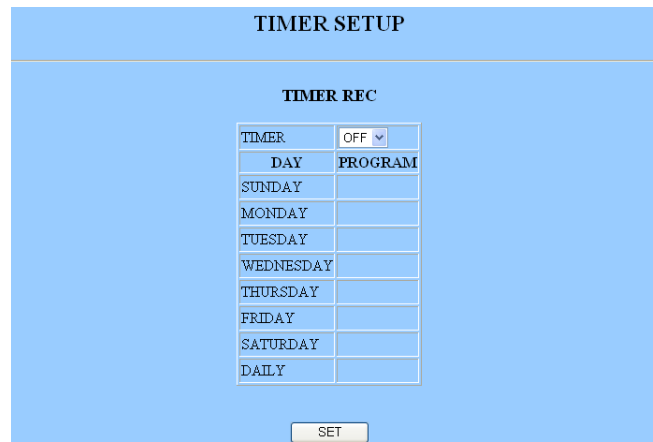 TIMER SETUP
TIMER REC
TIMER OFF
DAY PROGRAM
SUNDAY
MONDAY
TUESDAY
WEDNESDAY
THURSDAY
FRIDAY
SATURDAY
DAILY
SET